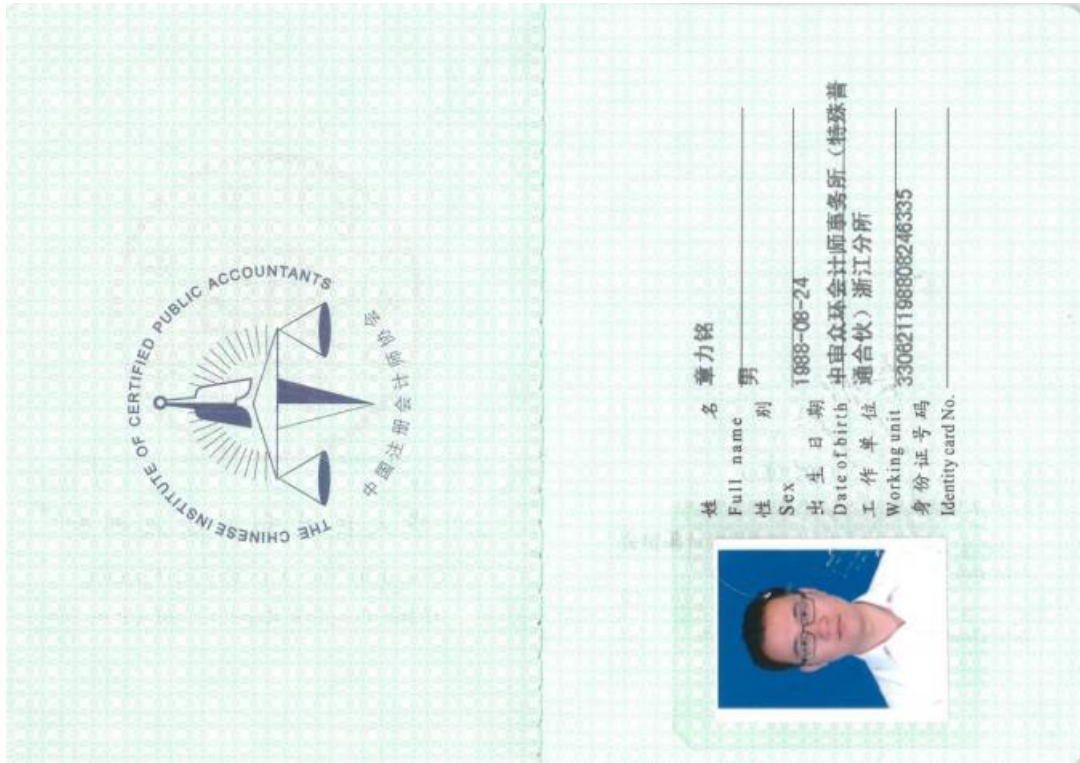 THE CHINESE INSTITUTE OF CERTIFIED PUBLIC ACCOUNTANTS
中国注册会计师协会
姓 名 章力铭
Full name
性 别 男
Sex
出 生 日 期 1988-08-24
Date of birth
工 作 单 位 中审众环会计师事务所（特殊普
通合伙）浙江分所
Working unit
身份证号码 330621198808246335
Identity card No.